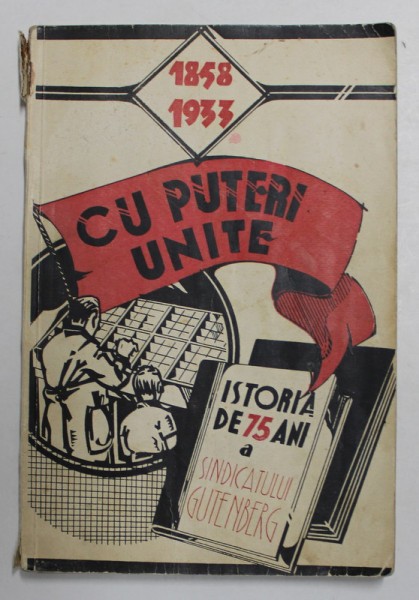 1858
1933
CU PUTERI
UNITE
ISTORIA
DE 75 ANI
a
SINDICATULUI
GUTENBERG